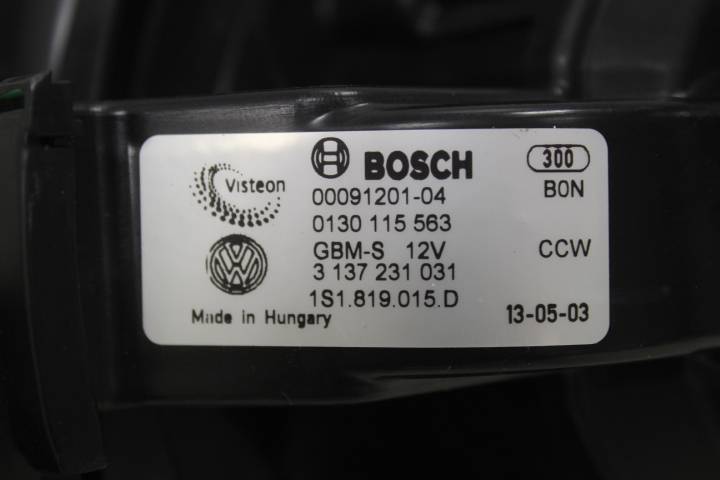 Visteon BOSCH 300
00091201-04 B0N
0130 115 563
GBM-S 12V CCW
3 137 231 031
1S1.819.015.D
Made in Hungary 13-05-03